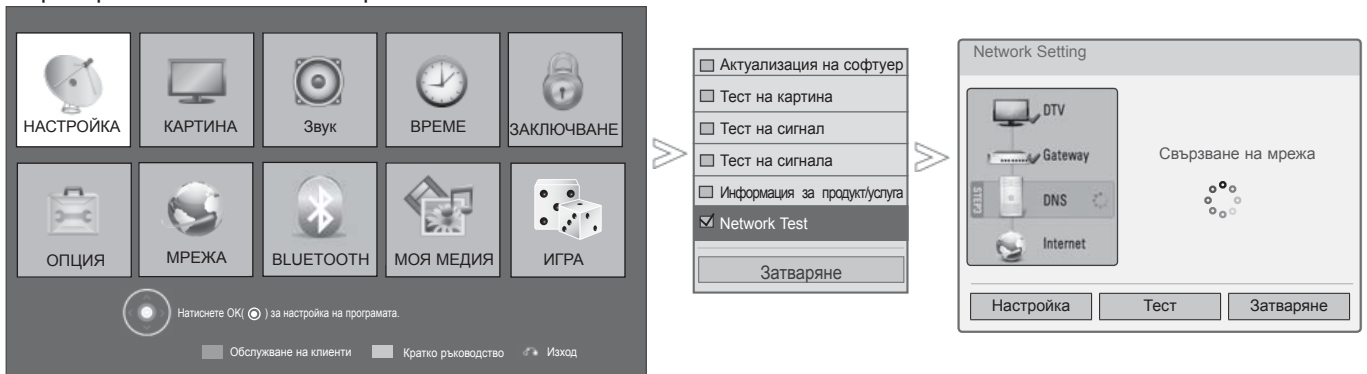 НАСТРОЙКА
КАРТИНА
Звук
ВРЕМЕ
ЗАКЛЮЧВАНЕ
ОПЦИЯ
МРЕЖА
BLUETOOTH
МОЯ МЕДИЯ
ИГРА
Натиснете OK( ) за настройка на програмата.
Обслужване на клиенти
Кратко ръководство
Изход
Актуализация на софтуер
Тест на картина
Тест на сигнал
Тест на сигнала
Информация за продукт/услуга
Network Test
Затваряне
Network Setting
DTV
Gateway
STEP3
DNS
Internet
Свързване на мрежа
Настройка
Тест
Затваряне